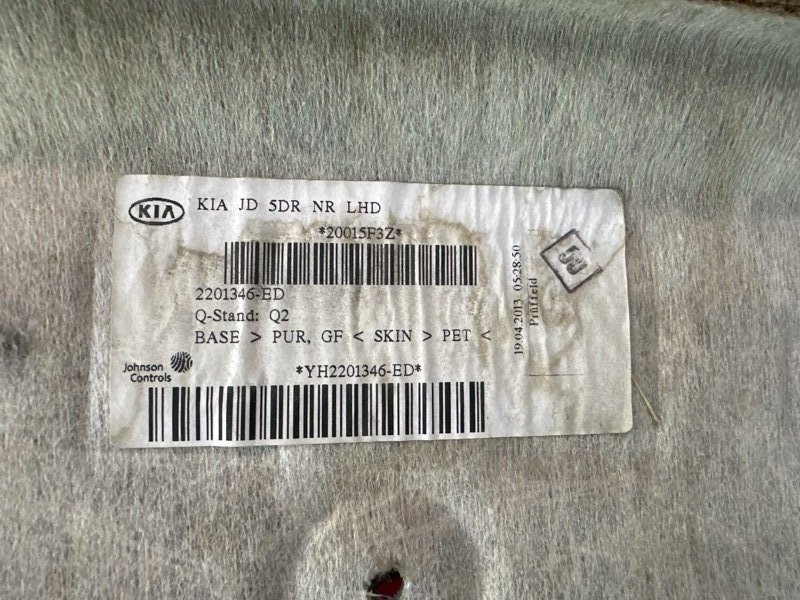 KIA
KIA JD 5DR NR LHD
*20015F3Z*
2201346-ED
Q-Stand: Q2
BASE > PUR, GF < SKIN > PET <
Johnson
Controls
*YH2201346-ED*
19.04.2013 05:28:50
Prüffeld